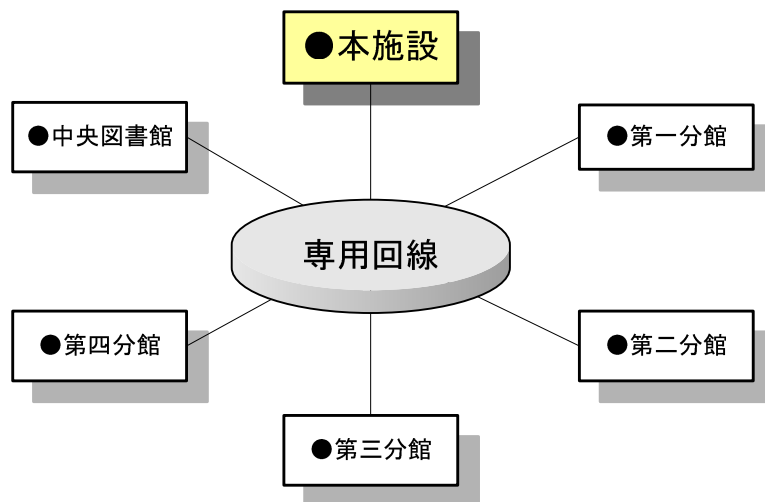 ●本施設
●中央図書館
●第一分館
専用回線
●第四分館
●第二分館
●第三分館